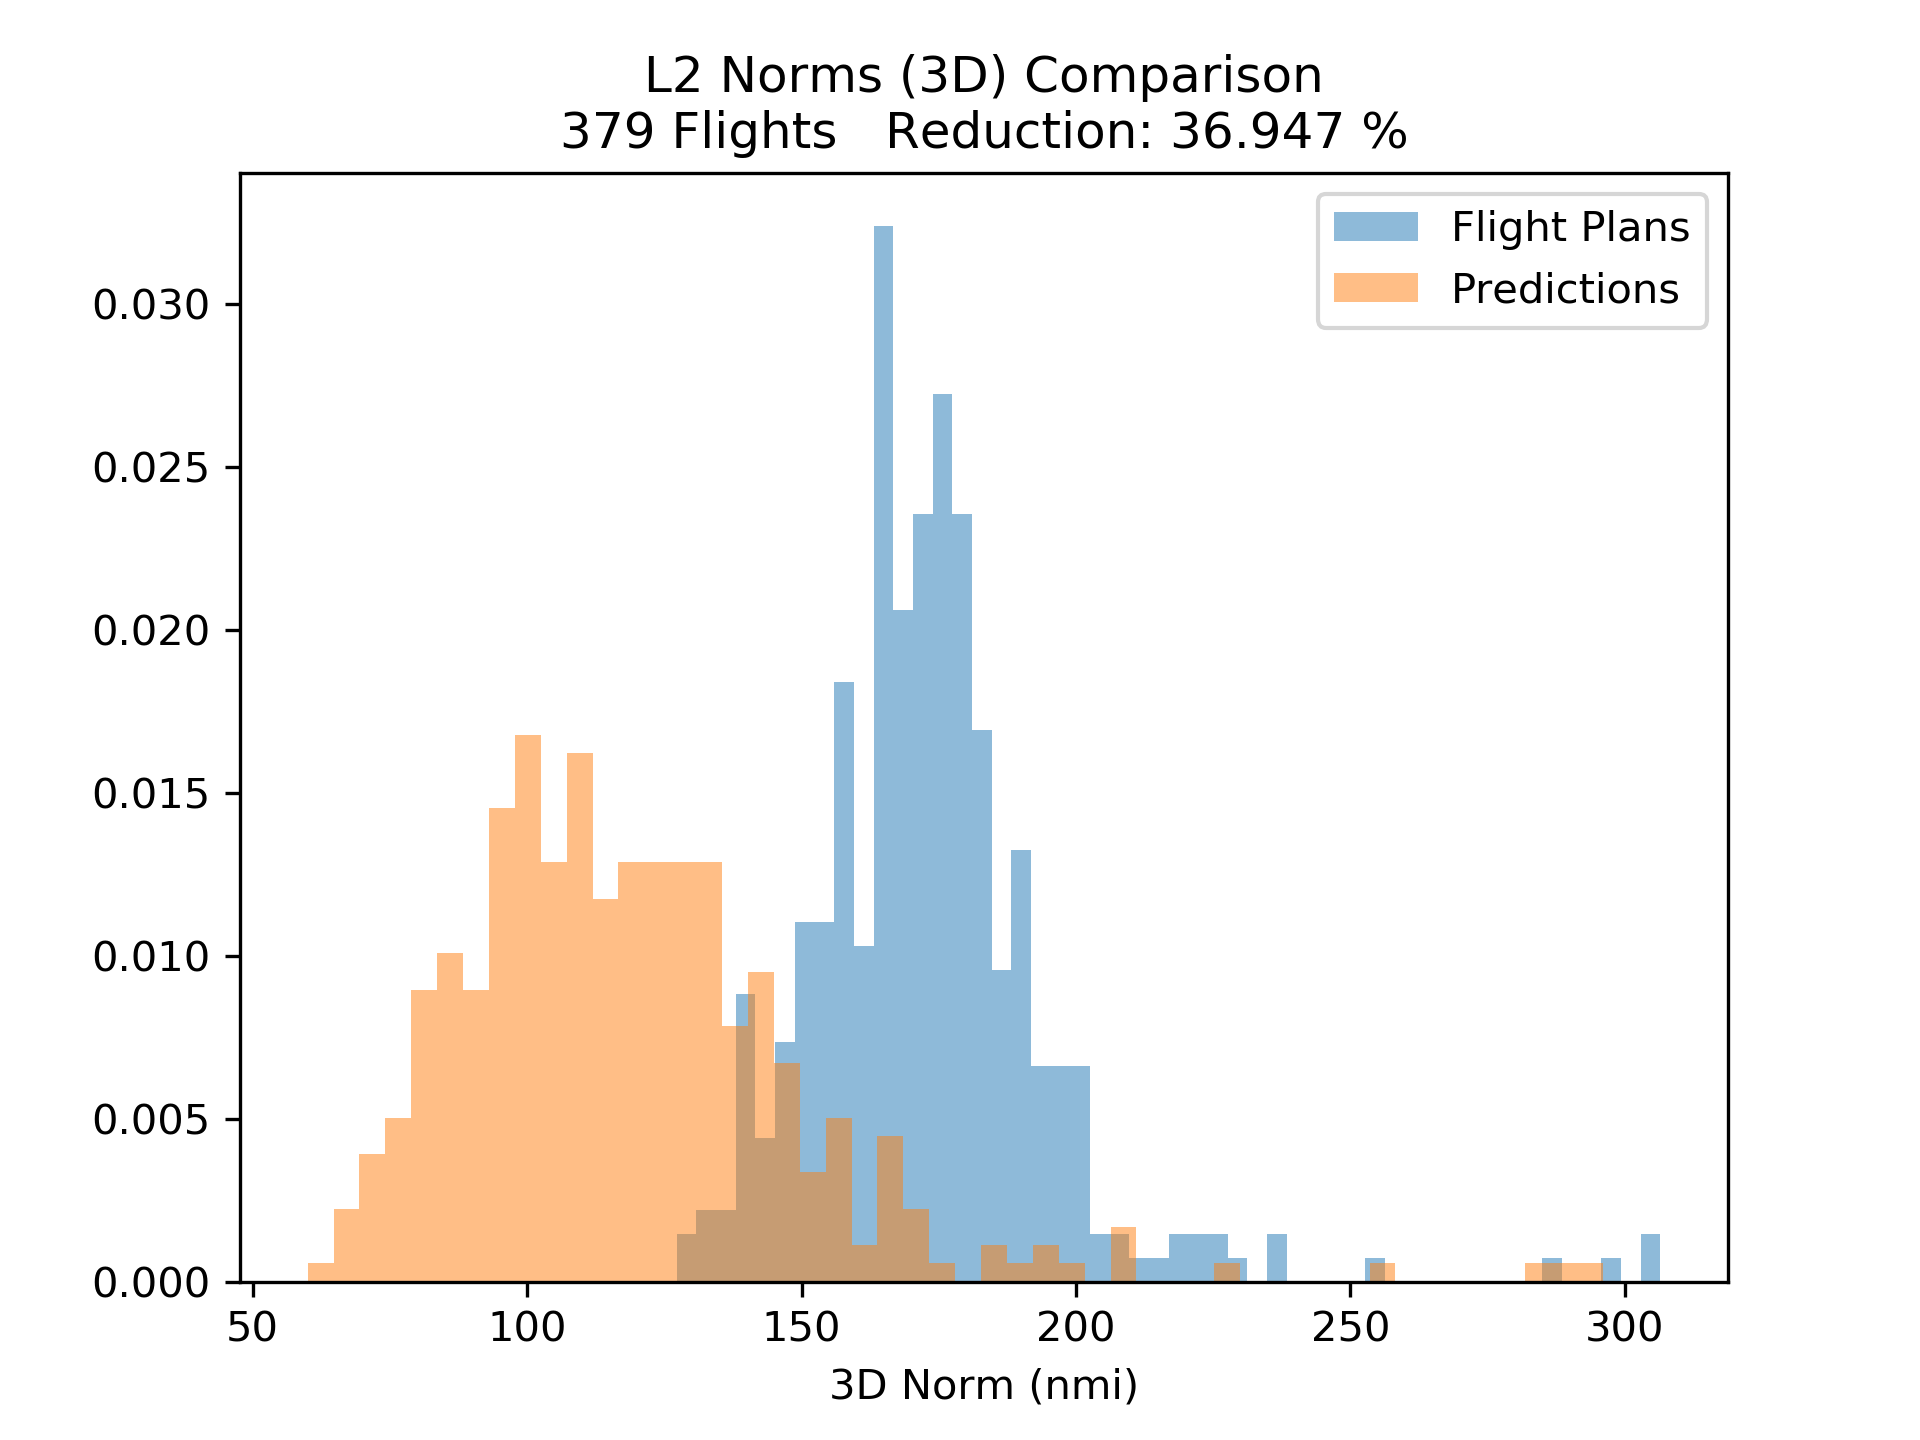 L2 Norms (3D) Comparison
379 Flights   Reduction: 36.947 %
Flight Plans
Predictions
0.030
0.025
0.020
0.015
0.010
0.005
0.000
50 100 150 200 250 300
3D Norm (nmi)